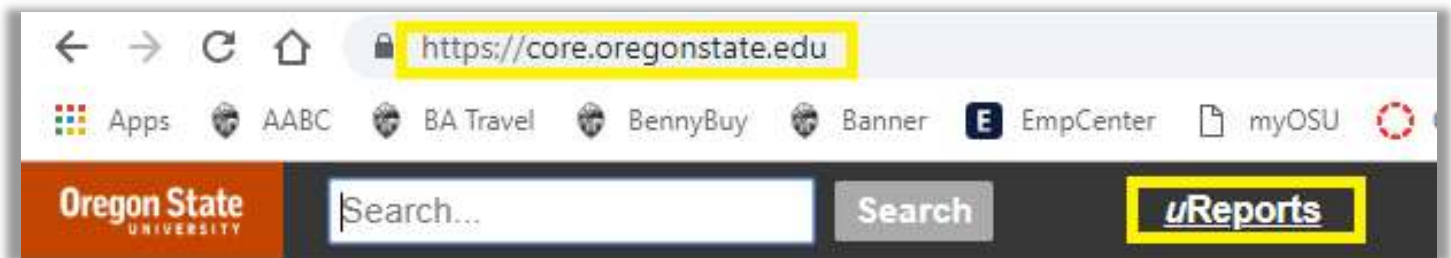 https://core.oregonstate.edu
Apps AABC BA Travel BennyBuy Banner E EmpCenter myOSU
Oregon State UNIVERSITY Search... Search uReports